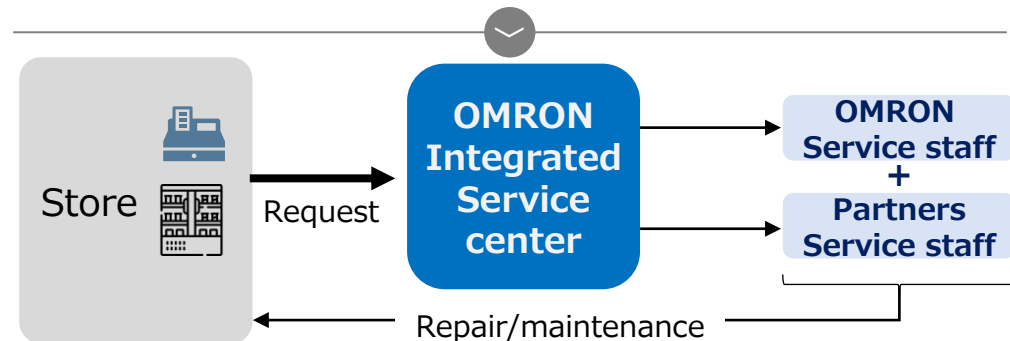 Store
Request
OMRON
Integrated
Service
center
OMRON
Service staff
+
Partners
Service staff
Repair/maintenance